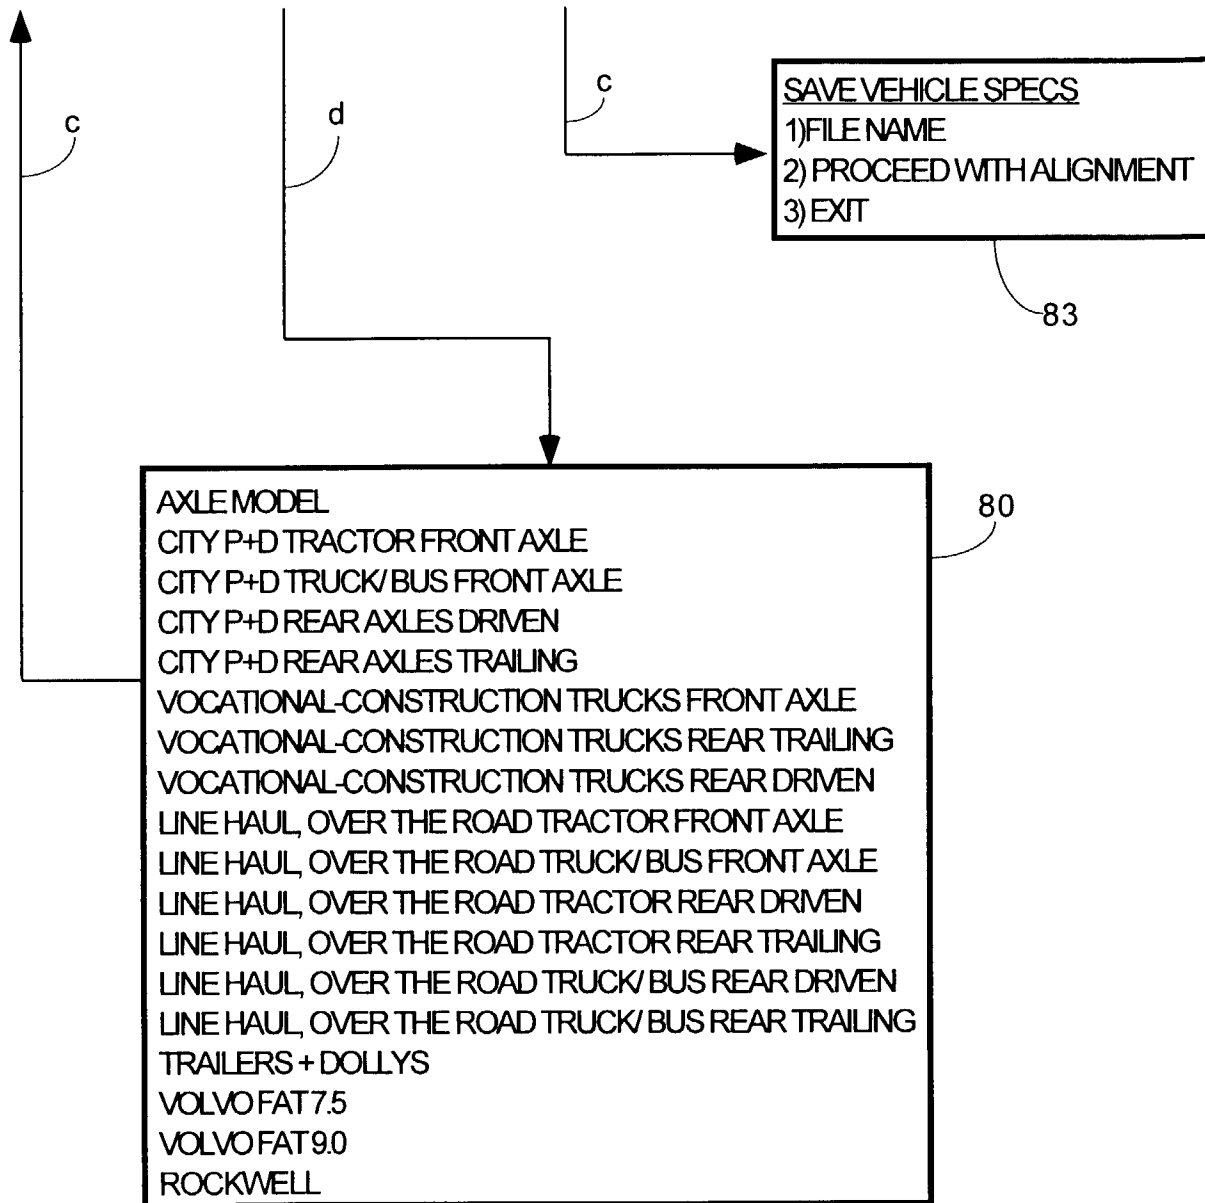 c
d
c
SAVE VEHICLE SPECS
1)FILE NAME
2) PROCEED WITH ALIGNMENT
3) EXIT
83
AXLE MODEL
CITY P+D TRACTOR FRONT AXLE
CITY P+D TRUCK/ BUS FRONT AXLE
CITY P+D REAR AXLES DRIVEN
CITY P+D REAR AXLES TRAILING
VOCATIONAL-CONSTRUCTION TRUCKS FRONT AXLE
VOCATIONAL-CONSTRUCTION TRUCKS REAR TRAILING
VOCATIONAL-CONSTRUCTION TRUCKS REAR DRIVEN
LINE HAUL, OVER THE ROAD TRACTOR FRONT AXLE
LINE HAUL, OVER THE ROAD TRUCK/ BUS FRONT AXLE
LINE HAUL, OVER THE ROAD TRACTOR REAR DRIVEN
LINE HAUL, OVER THE ROAD TRACTOR REAR TRAILING
LINE HAUL, OVER THE ROAD TRUCK/ BUS REAR DRIVEN
LINE HAUL, OVER THE ROAD TRUCK/ BUS REAR TRAILING
TRAILERS + DOLLYS
VOLVO FAT 7.5
VOLVO FAT 9.0
ROCKWELL
80